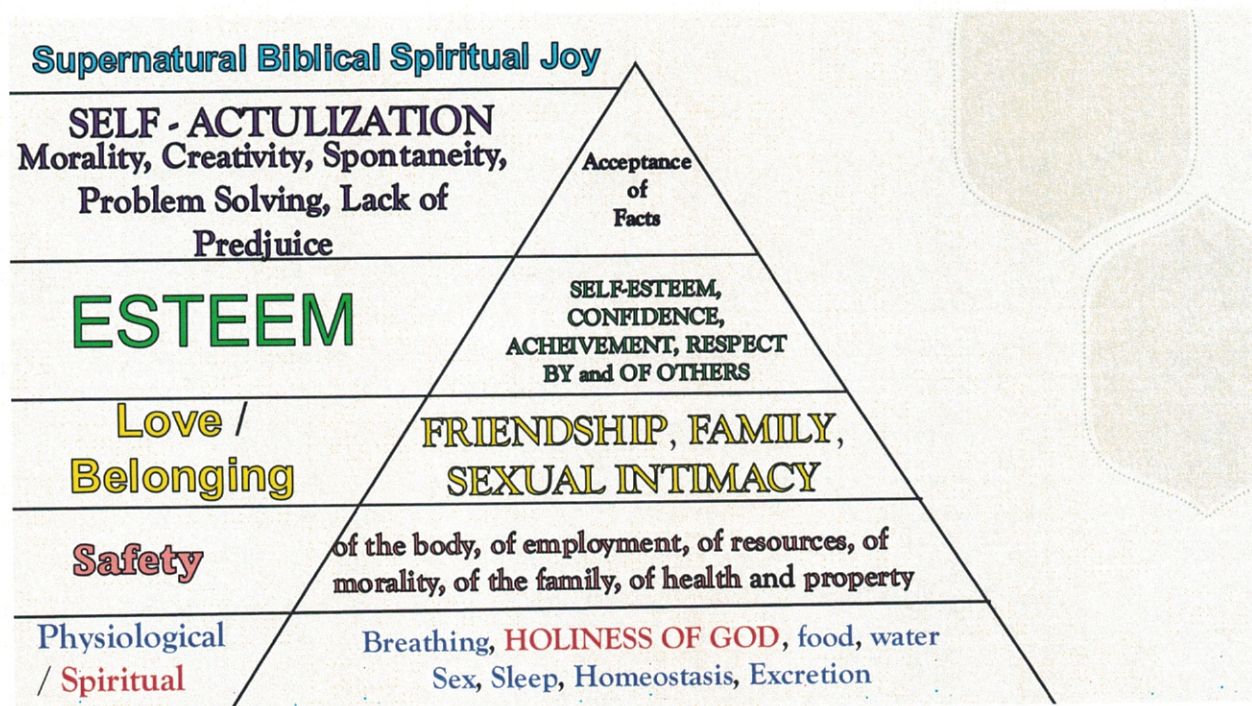 Supernatural Biblical Spiritual Joy
SELF - ACTULIZATION
Morality, Creativity, Spontaneity,
Problem Solving, Lack of
Predjuice
Acceptance
of
Facts
ESTEEM
SELF-ESTEEM,
CONFIDENCE,
ACHEIVEMENT, RESPECT
BY and OF OTHERS
Love /
Belonging
FRIENDSHIP, FAMILY,
SEXUAL INTIMACY
Safety
of the body, of employment, of resources, of
morality, of the family, of health and property
Physiological
/ Spiritual
Breathing, HOLINESS OF GOD, food, water
Sex, Sleep, Homeostasis, Excretion